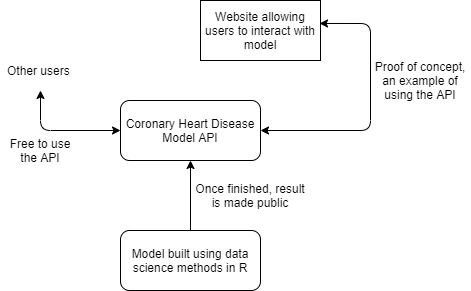 Website allowing
users to interact with
model
Proof of concept,
an example of
using the API
Other users
Free to use
the API
Coronary Heart Disease
Model API
Once finished, result
is made public
Model built using data
science methods in R